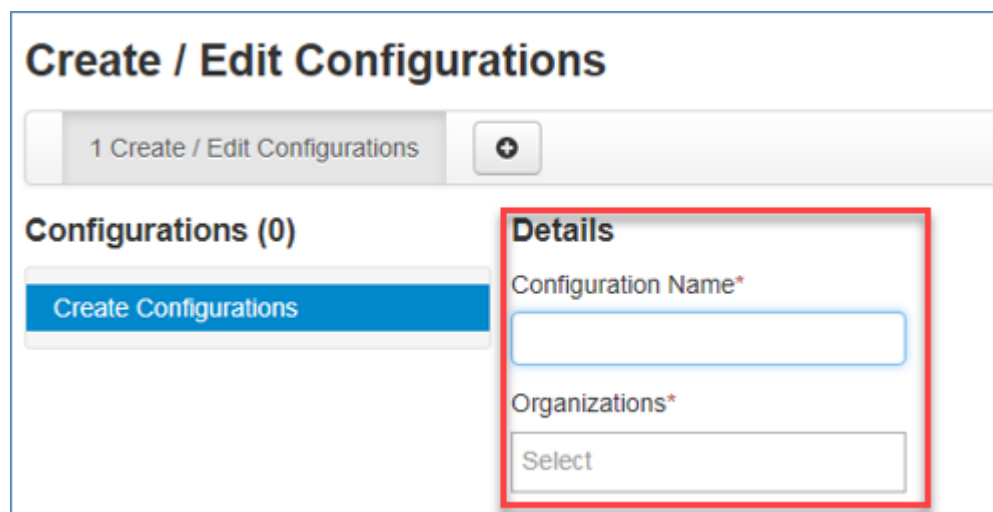 Create / Edit Configurations
1 Create / Edit Configurations
Configurations (0)
Create Configurations
Details
Configuration Name*
Organizations*
Select